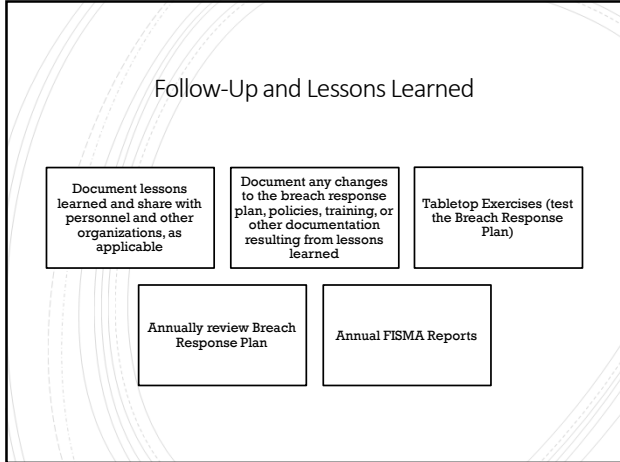 Follow-Up and Lessons Learned
Document lessons
learned and share with
personnel and other
organizations, as
applicable
Document any changes
to the breach response
plan, policies, training, or
other documentation
resulting from lessons
learned
Tabletop Exercises (test
the Breach Response
Plan)
Annually review Breach
Response Plan
Annual FISMA Reports